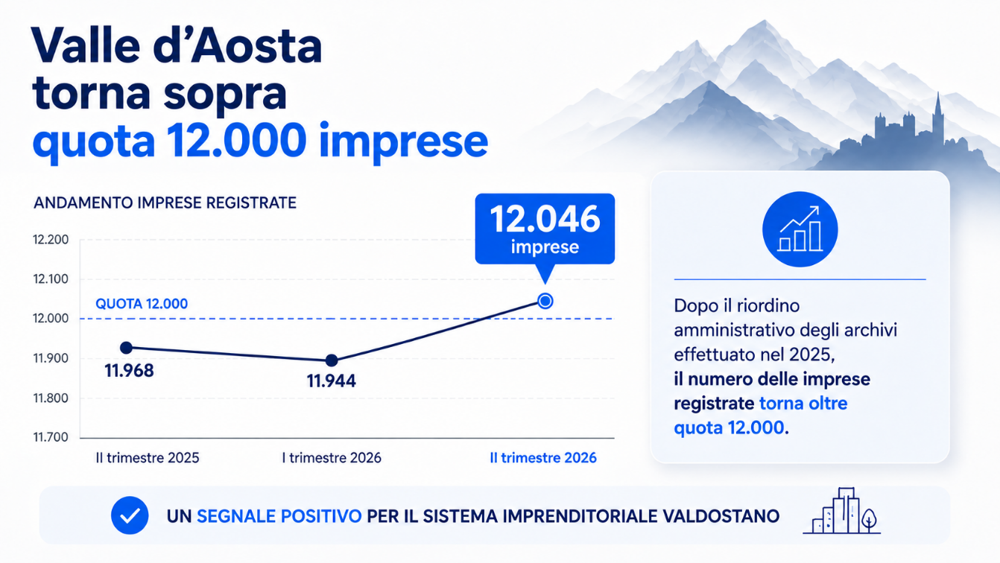 Valle d’Aosta
torna sopra
quota 12.000 imprese
ANDAMENTO IMPRESE REGISTRATE
12.046
imprese
12.200
12.100
QUOTA 12.000
12.000
11.900
11.968
11.944
11.800
11.700
II trimestre 2025
I trimestre 2026
II trimestre 2026
Dopo il riordino
amministrativo degli archivi
effettuato nel 2025,
il numero delle imprese
registrate torna oltre
quota 12.000.
UN SEGNALE POSITIVO PER IL SISTEMA IMPRENDITORIALE VALDOSTANO